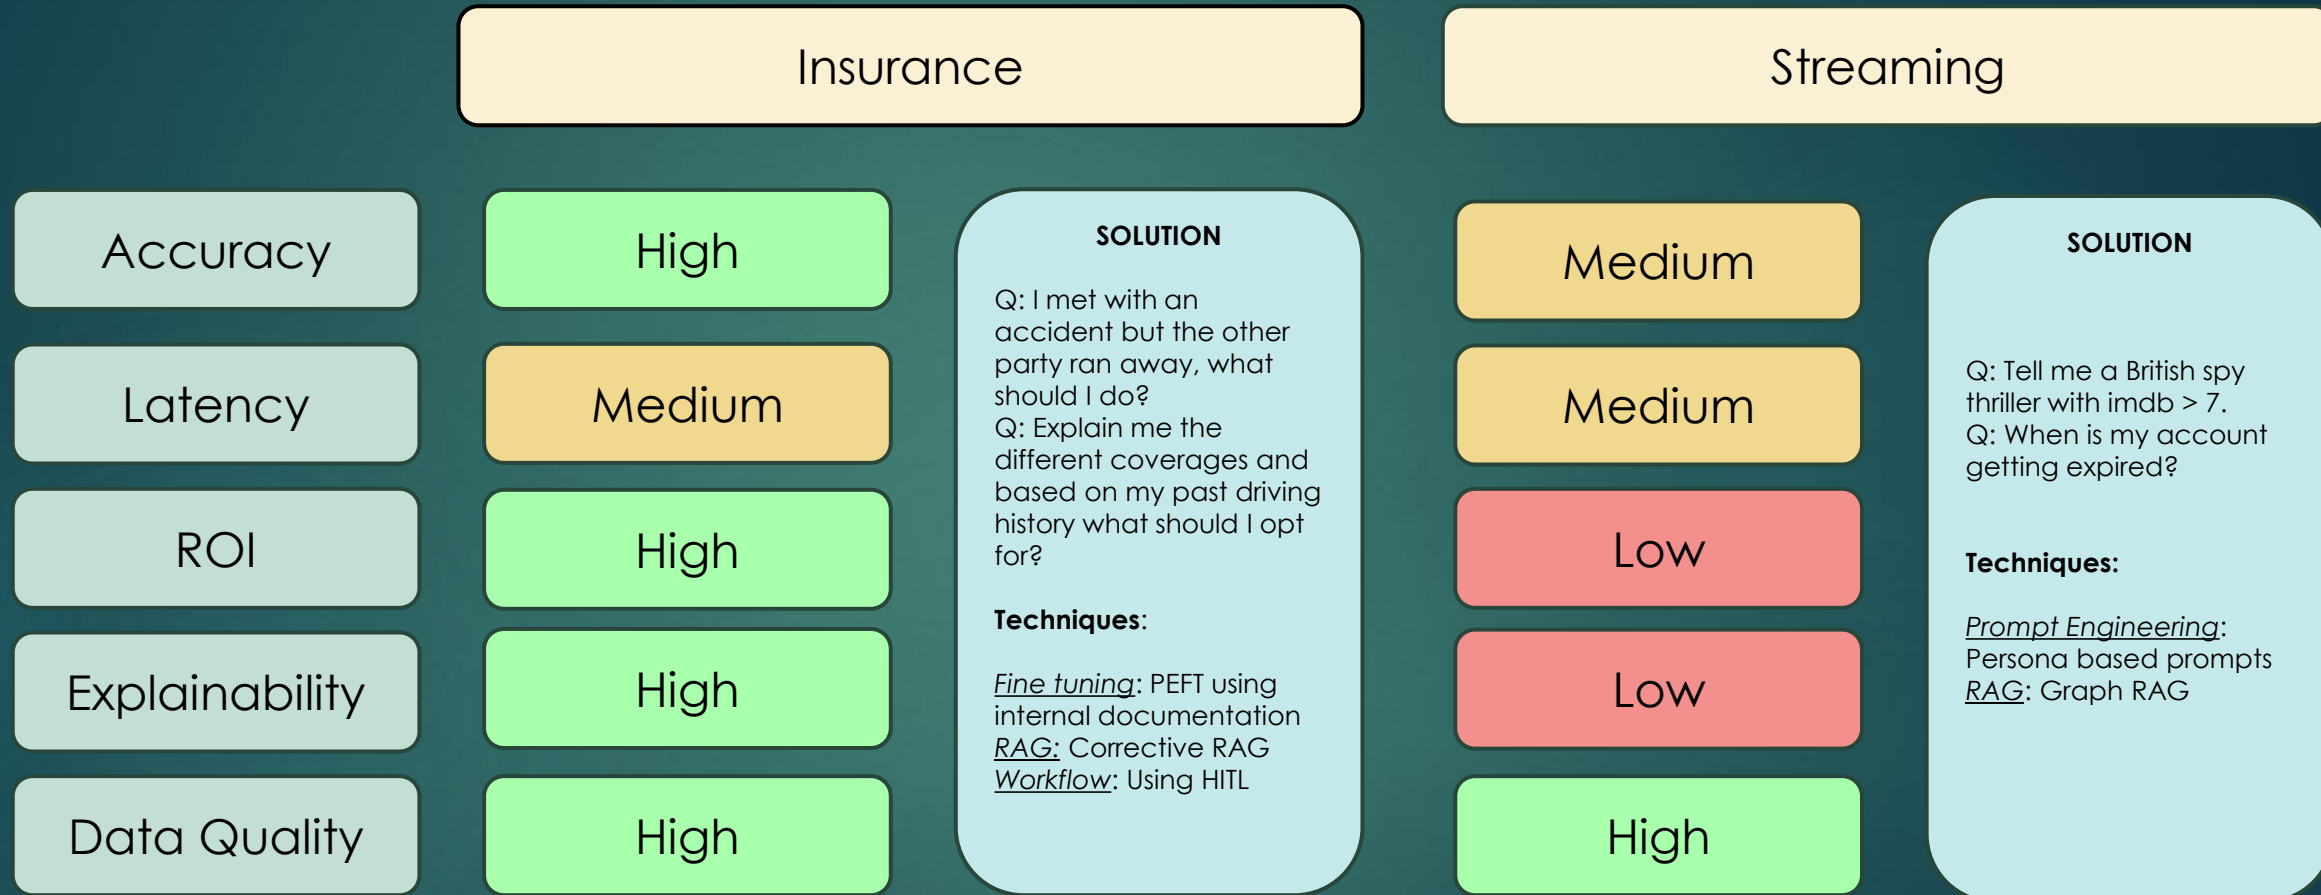 Insurance
Streaming
Accuracy
High
Latency
Medium
ROI
High
Explainability
High
Data Quality
High
SOLUTION
Q: I met with an
accident but the other
party ran away, what
should I do?
Q: Explain me the
different coverages and
based on my past driving
history what should I opt
for?
Techniques:
Fine tuning: PEFT using
internal documentation
RAG: Corrective RAG
Workflow: Using HITL
Medium
Medium
Low
Low
High
SOLUTION
Q: Tell me a British spy
thriller with imdb > 7.
Q: When is my account
getting expired?
Techniques:
Prompt Engineering:
Persona based prompts
RAG: Graph RAG